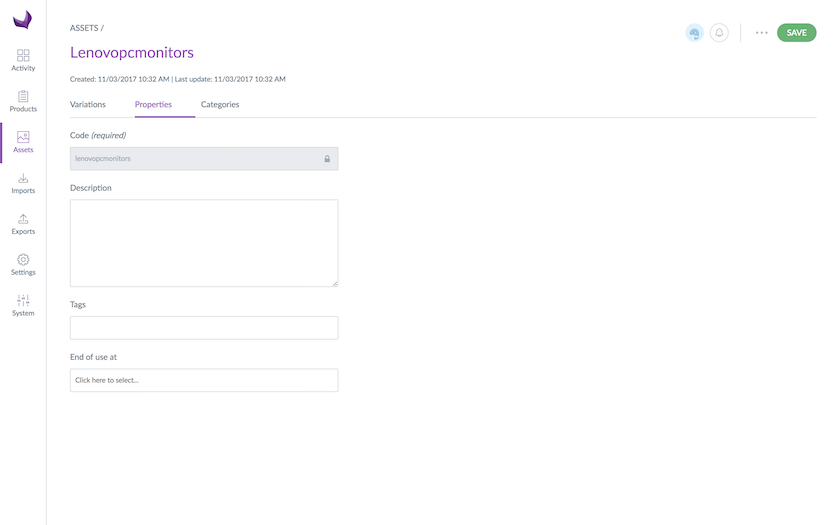 ASSETS /
Lenovopcmonitors
Created: 11/03/2017 10:32 AM | Last update: 11/03/2017 10:32 AM
SAVE
Activity
Products
Assets
Imports
Exports
Settings
System
Variations
Properties
Categories
Code (required)
lenovopcmonitors
Description
Tags
End of use at
Click here to select...